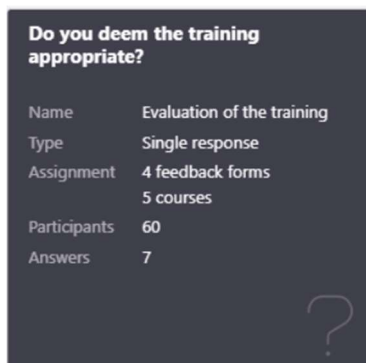 Do you deem the training
appropriate?
Name Evaluation of the training
Type Single response
Assignment 4 feedback forms
5 courses
Participants 60
Answers 7
?